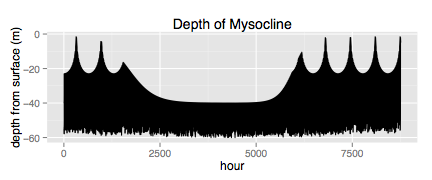 Depth of Mysocline
depth from surface (m)
0
−20
−40
−60
0 2500 5000 7500
hour